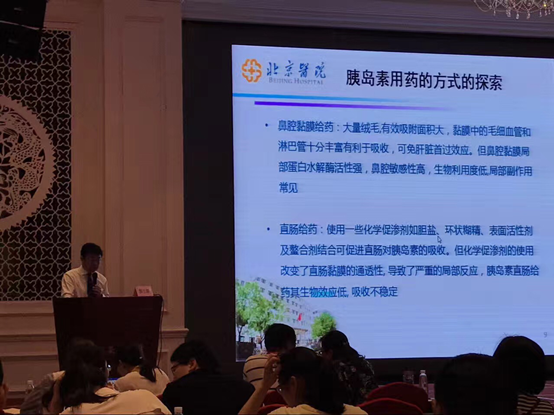 北京医院
BEIJING HOSPITAL
胰岛素用药的方式的探索
• 鼻腔黏膜给药：大量绒毛,有效吸附面积大，黏膜中的毛细血管和
淋巴管十分丰富有利于吸收，可免肝脏首过效应。但鼻腔黏膜局
部蛋白水解酶活性强，鼻腔敏感性高，生物利用度低,局部副作用
常见
• 直肠给药：使用一些化学促渗剂如胆盐、环状糊精、表面活性剂
及螯合剂结合可促进直肠对胰岛素的吸收。但化学促渗剂的使用
改变了直肠黏膜的通透性, 导致了严重的局部反应，胰岛素直肠给
药其生物效应低, 吸收不稳定